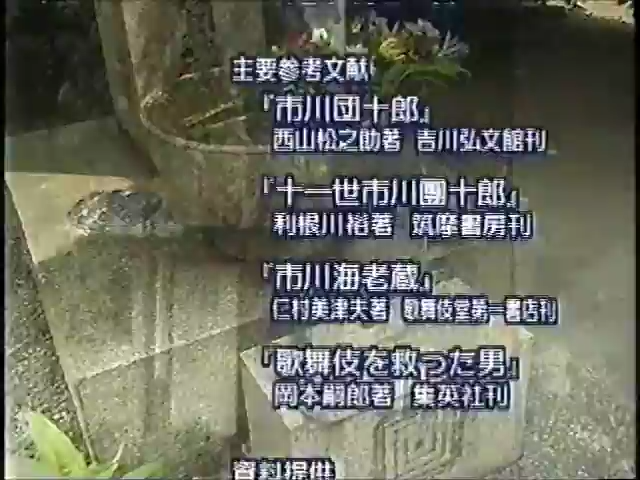 主要参考文献
『市川団十郎』
西山松之助著 吉川弘文館刊
『十一世市川團十郎』
利根川裕著 筑摩書房刊
『市川海老蔵』
仁村美津夫著 歌舞伎堂第一書店刊
『歌舞伎を救った男』
岡本嗣郎著 集英社刊
資料提供